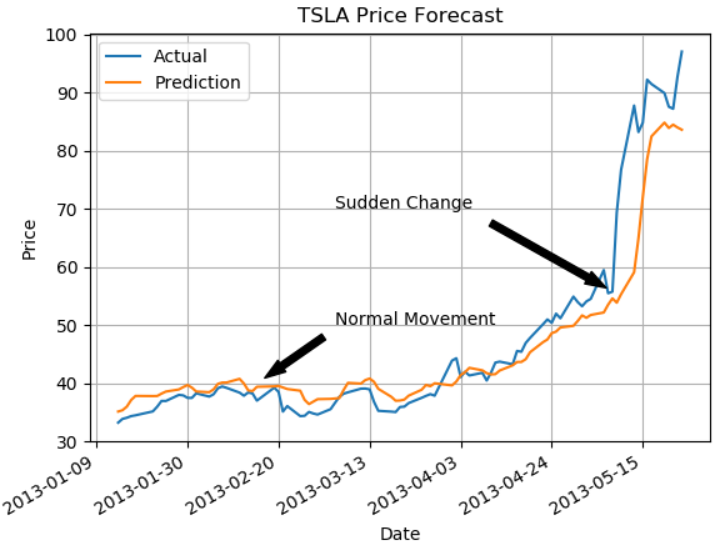 TSLA Price Forecast
100
90
80
70
60
50
40
30
Price
Actual
Prediction
Sudden Change
Normal Movement
2013-01-09
2013-01-30
2013-02-20
2013-03-13
2013-04-03
2013-04-24
2013-05-15
Date